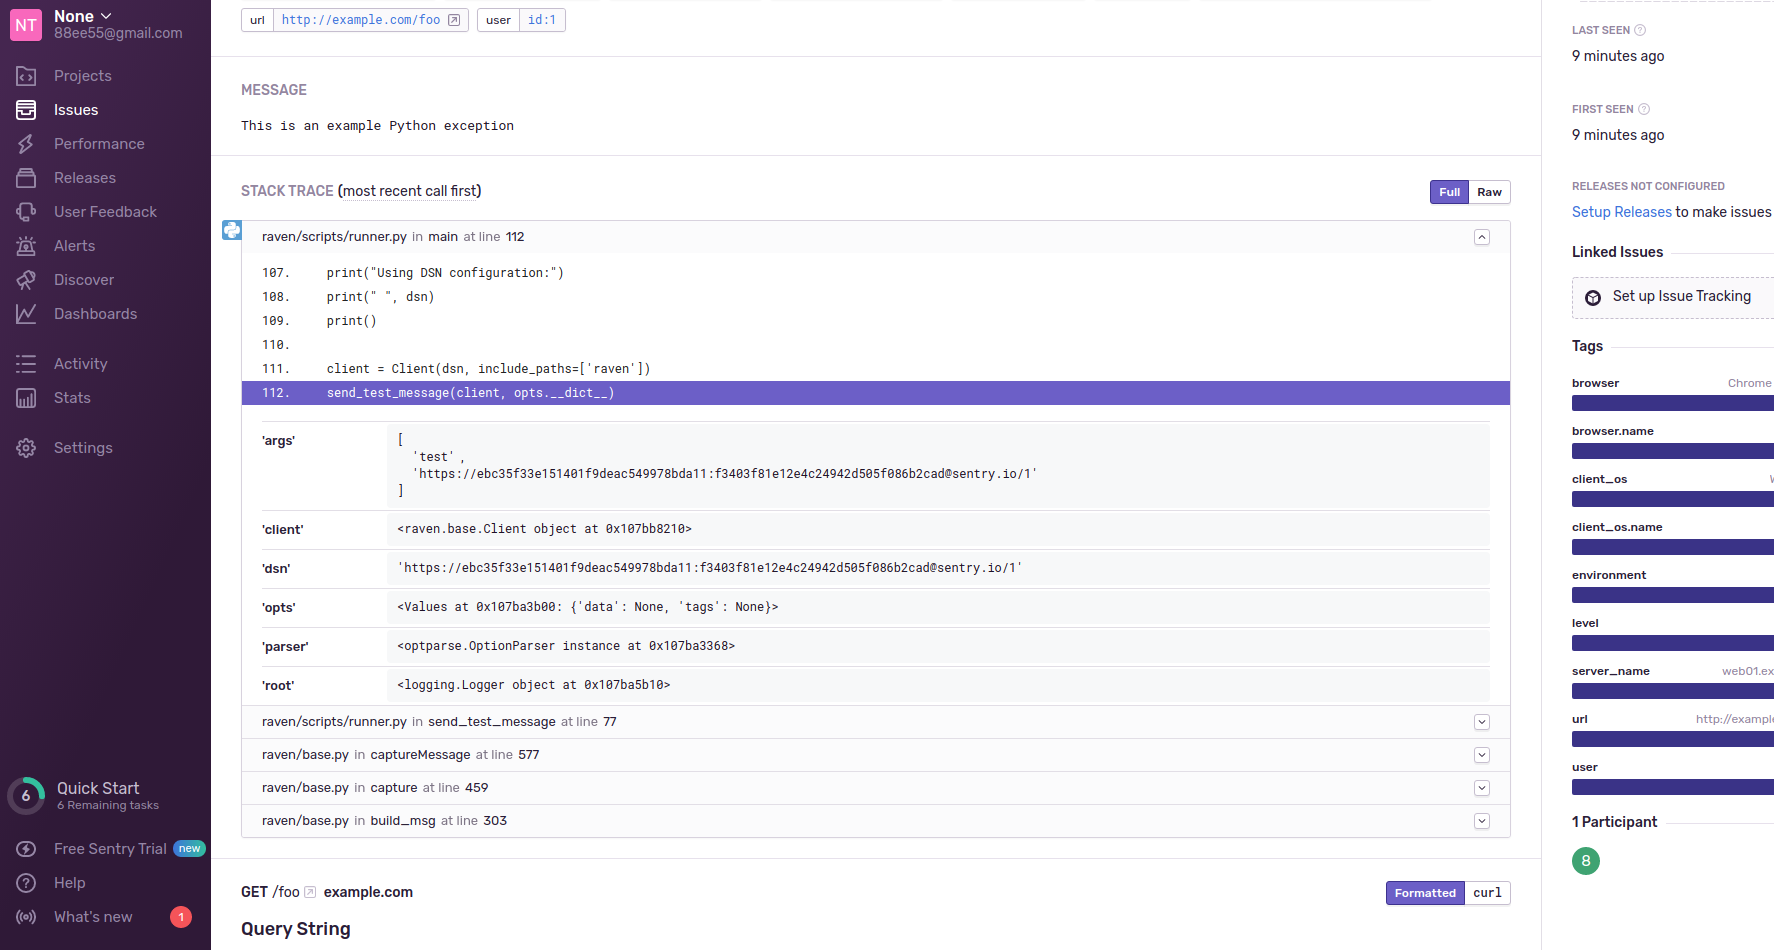 NT
None
88ee55@gmail.com
Projects
Issues
Performance
Releases
User Feedback
Alerts
Discover
Dashboards
Activity
Stats
Settings
6
Quick Start
6 Remaining tasks
Free Sentry Trial new
Help
What's new 1
url http://example.com/foo user id:1
MESSAGE
This is an example Python exception
STACK TRACE (most recent call first)
Full Raw
raven/scripts/runner.py in main at line 112
107. print("Using DSN configuration:")
108. print(" ", dsn)
109. print()
110.
111. client = Client(dsn, include_paths=['raven'])
112. send_test_message(client, opts.__dict__)
'args' [
'test' ,
'https://ebc35f33e151401f9deac549978bda11:f3403f81e12e4c24942d505f086b2cad@sentry.io/1'
]
'client' <raven.base.Client object at 0x107bb8210>
'dsn' 'https://ebc35f33e151401f9deac549978bda11:f3403f81e12e4c24942d505f086b2cad@sentry.io/1'
'opts' <Values at 0x107ba3b00: {'data': None, 'tags': None}>
'parser' <optparse.OptionParser instance at 0x107ba3368>
'root' <logging.Logger object at 0x107ba5b10>
raven/scripts/runner.py in send_test_message at line 77
raven/base.py in captureMessage at line 577
raven/base.py in capture at line 459
raven/base.py in build_msg at line 303
GET /foo example.com
Formatted curl
Query String
LAST SEEN ?
9 minutes ago
FIRST SEEN ?
9 minutes ago
RELEASES NOT CONFIGURED
Setup Releases to make issues
Linked Issues
Set up Issue Tracking
Tags
browser Chrome
browser.name
client_os
client_os.name
environment
level
server_name web01.ex
url http://example
user
1 Participant
8